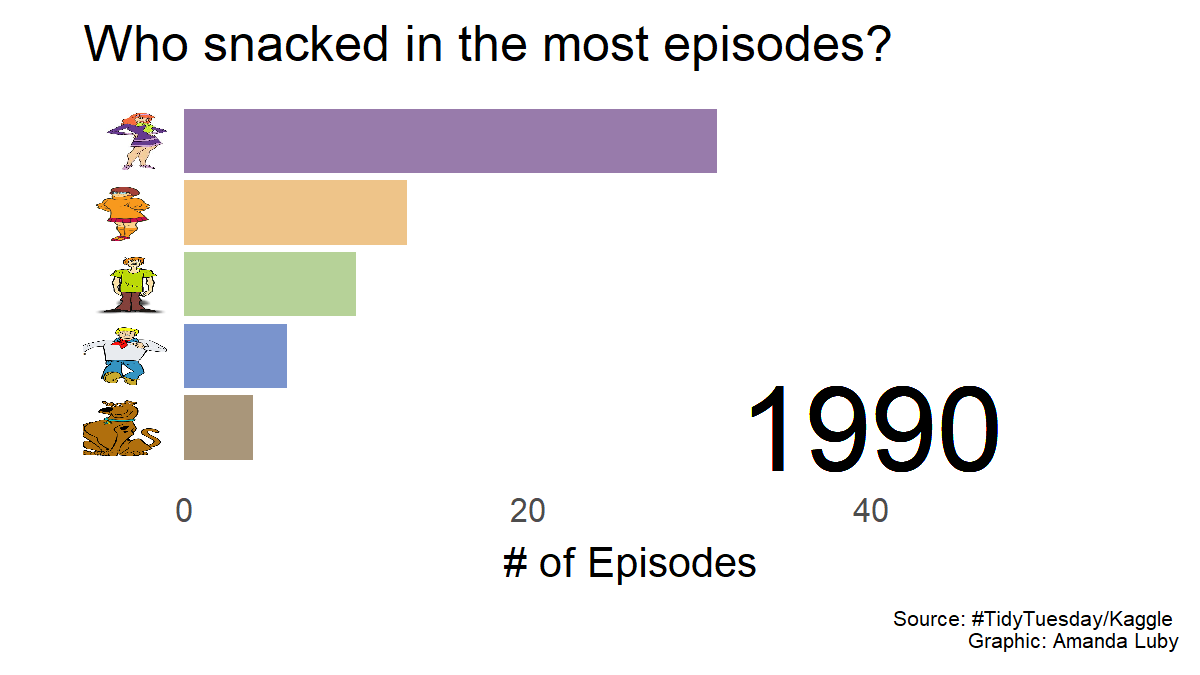 Who snacked in the most episodes?
1990
0 20 40
# of Episodes
Source: #TidyTuesday/Kaggle
Graphic: Amanda Luby